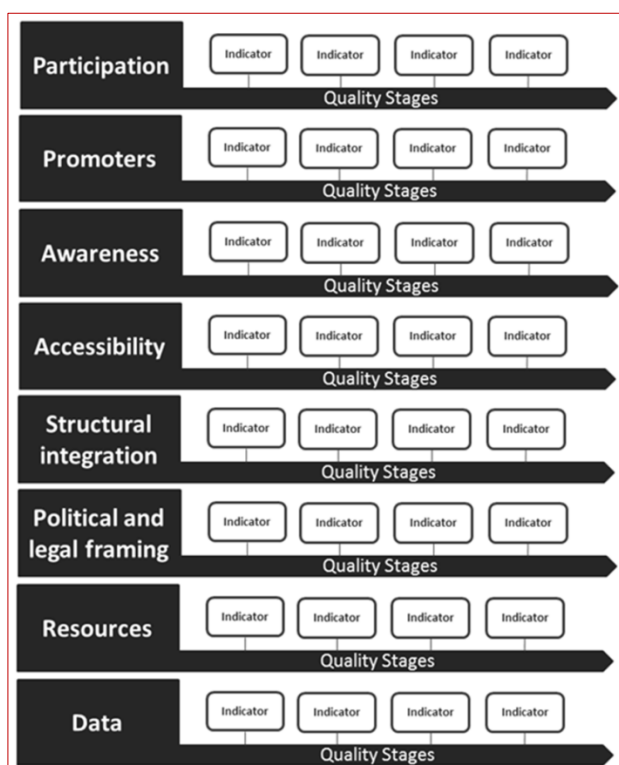 Participation
Indicator Indicator Indicator Indicator
Quality Stages
Promoters
Indicator Indicator Indicator Indicator
Quality Stages
Awareness
Indicator Indicator Indicator Indicator
Quality Stages
Accessibility
Indicator Indicator Indicator Indicator
Quality Stages
Structural
integration
Indicator Indicator Indicator Indicator
Quality Stages
Political and
legal framing
Indicator Indicator Indicator Indicator
Quality Stages
Resources
Indicator Indicator Indicator Indicator
Quality Stages
Data
Indicator Indicator Indicator Indicator
Quality Stages